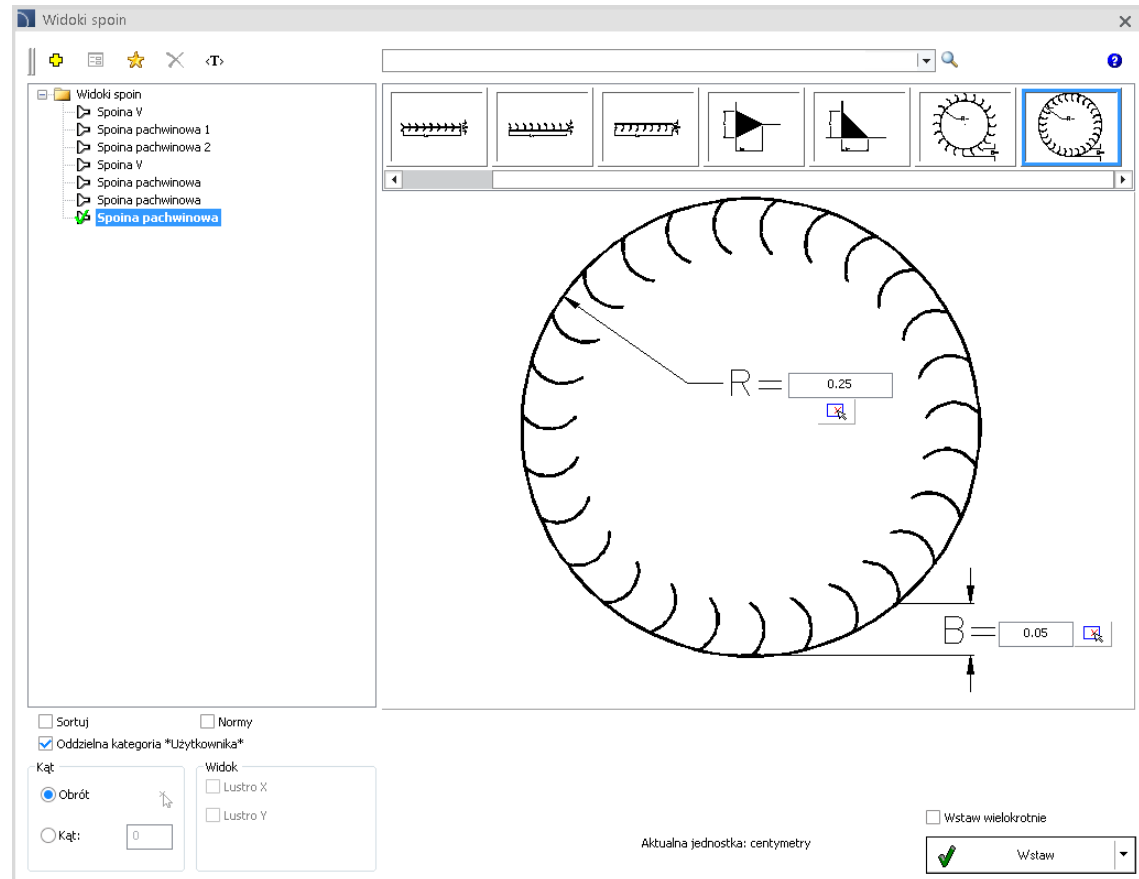 Widoki spoin
<T>
Widoki spoin
Spoina V
Spoina pachwinowa 1
Spoina pachwinowa 2
Spoina V
Spoina pachwinowa
Spoina pachwinowa
Spoina pachwinowa
R= 0.25
B= 0.05
Sortuj Normy
Oddzielna kategoria *Użytkownika*
Kąt Widok
Obrót Lustro X
Kąt: 0 Lustro Y
Aktualna jednostka: centymetry
Wstaw wielokrotnie
Wstaw